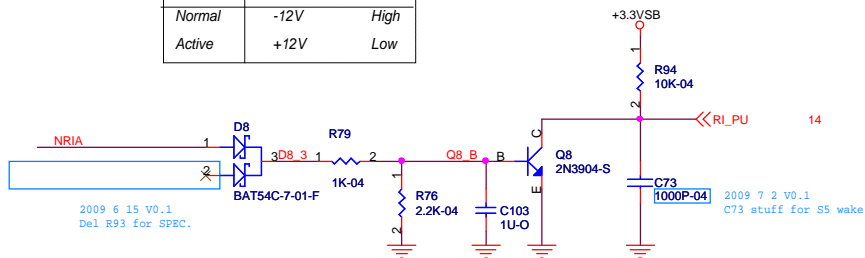 Normal -12V High
Active +12V Low
+3.3VSB
1
R94
10K-04
2
RI_PU 14
NRIA
1
D8
2
3
D8_3
BAT54C-7-01-F
1
R79
2
1K-04
Q8_B
B
C
E
Q8
2N3904-S
1
R76
2.2K-04
2
C103
1U-O
C73
1000P-04
2009 6 15 V0.1
Del R93 for SPEC.
2009 7 2 V0.1
C73 stuff for S5 wake